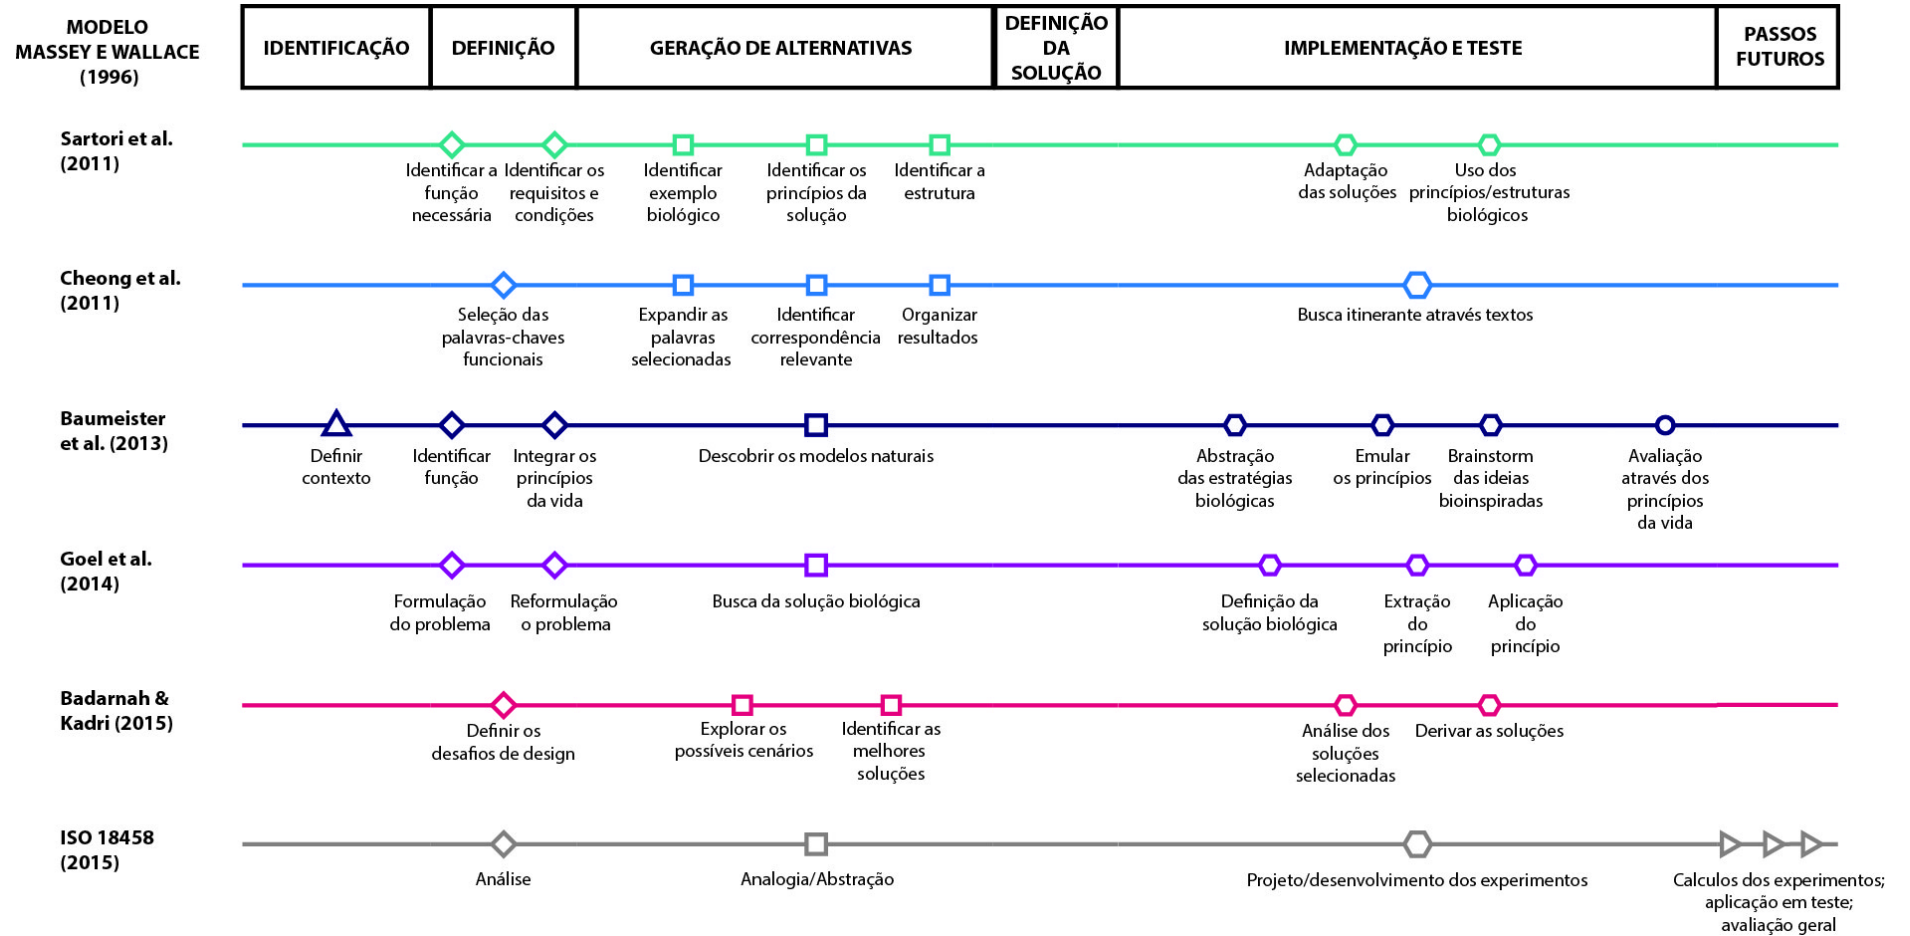 MODELO
MASSEY E WALLACE
(1996)
IDENTIFICAÇÃO
DEFINIÇÃO
GERAÇÃO DE ALTERNATIVAS
DEFINIÇÃO
DA
SOLUÇÃO
IMPLEMENTAÇÃO E TESTE
PASSOS
FUTUROS
Sartori et al.
(2011)
Identificar a
função
necessária
Identificar os
requisitos e
condições
Identificar
exemplo
biológico
Identificar os
princípios da
solução
Identificar a
estrutura
Adaptação
das soluções
Uso dos
princípios/estruturas
biológicos
Cheong et al.
(2011)
Seleção das
palavras-chaves
funcionais
Expandir as
palavras
selecionadas
Identificar
correspondência
relevante
Organizar
resultados
Busca itinerante através textos
Baumeister
et al. (2013)
Definir
contexto
Identificar
função
Integrar os
princípios
da vida
Descobrir os modelos naturais
Abstração
das estratégias
biológicas
Emular
os princípios
Brainstorm
das ideias
bioinspiradas
Avaliação
através dos
princípios
da vida
Goel et al.
(2014)
Formulação
do problema
Reformulação
o problema
Busca da solução biológica
Definição da
solução biológica
Extração
do
princípio
Aplicação
do
princípio
Badarnah &
Kadri (2015)
Definir os
desafios de design
Explorar os
possíveis cenários
Identificar as
melhores
soluções
Análise dos
soluções
selecionadas
Derivar as soluções
ISO 18458
(2015)
Análise
Analogia/Abstração
Projeto/desenvolvimento dos experimentos
Calculos dos experimentos;
aplicação em teste;
avaliação geral